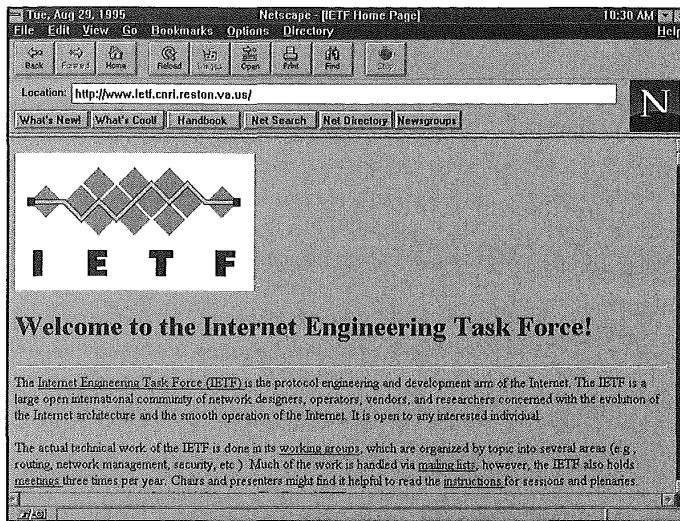 Tue, Aug 29, 1995 Netscape - [IETF Home Page] 10:30 AM
File Edit View Go Bookmarks Options Directory Help
Back Forward Home Reload Images Open Print Find Stop
Location: http://www.ietf.cnri.reston.va.us/
N
What's New! What's Cool! Handbook Net Search Net Directory Newsgroups
I E T F
Welcome to the Internet Engineering Task Force!
The Internet Engineering Task Force (IETF) is the protocol engineering and development arm of the Internet. The IETF is a
large open international community of network designers, operators, vendors, and researchers concerned with the evolution of
the Internet architecture and the smooth operation of the Internet. It is open to any interested individual.
The actual technical work of the IETF is done in its working groups, which are organized by topic into several areas (e.g.,
routing, network management, security, etc.) Much of the work is handled via mailing lists, however, the IETF also holds
meetings three times per year. Chairs and presenters might find it helpful to read the instructions for sessions and plenaries.